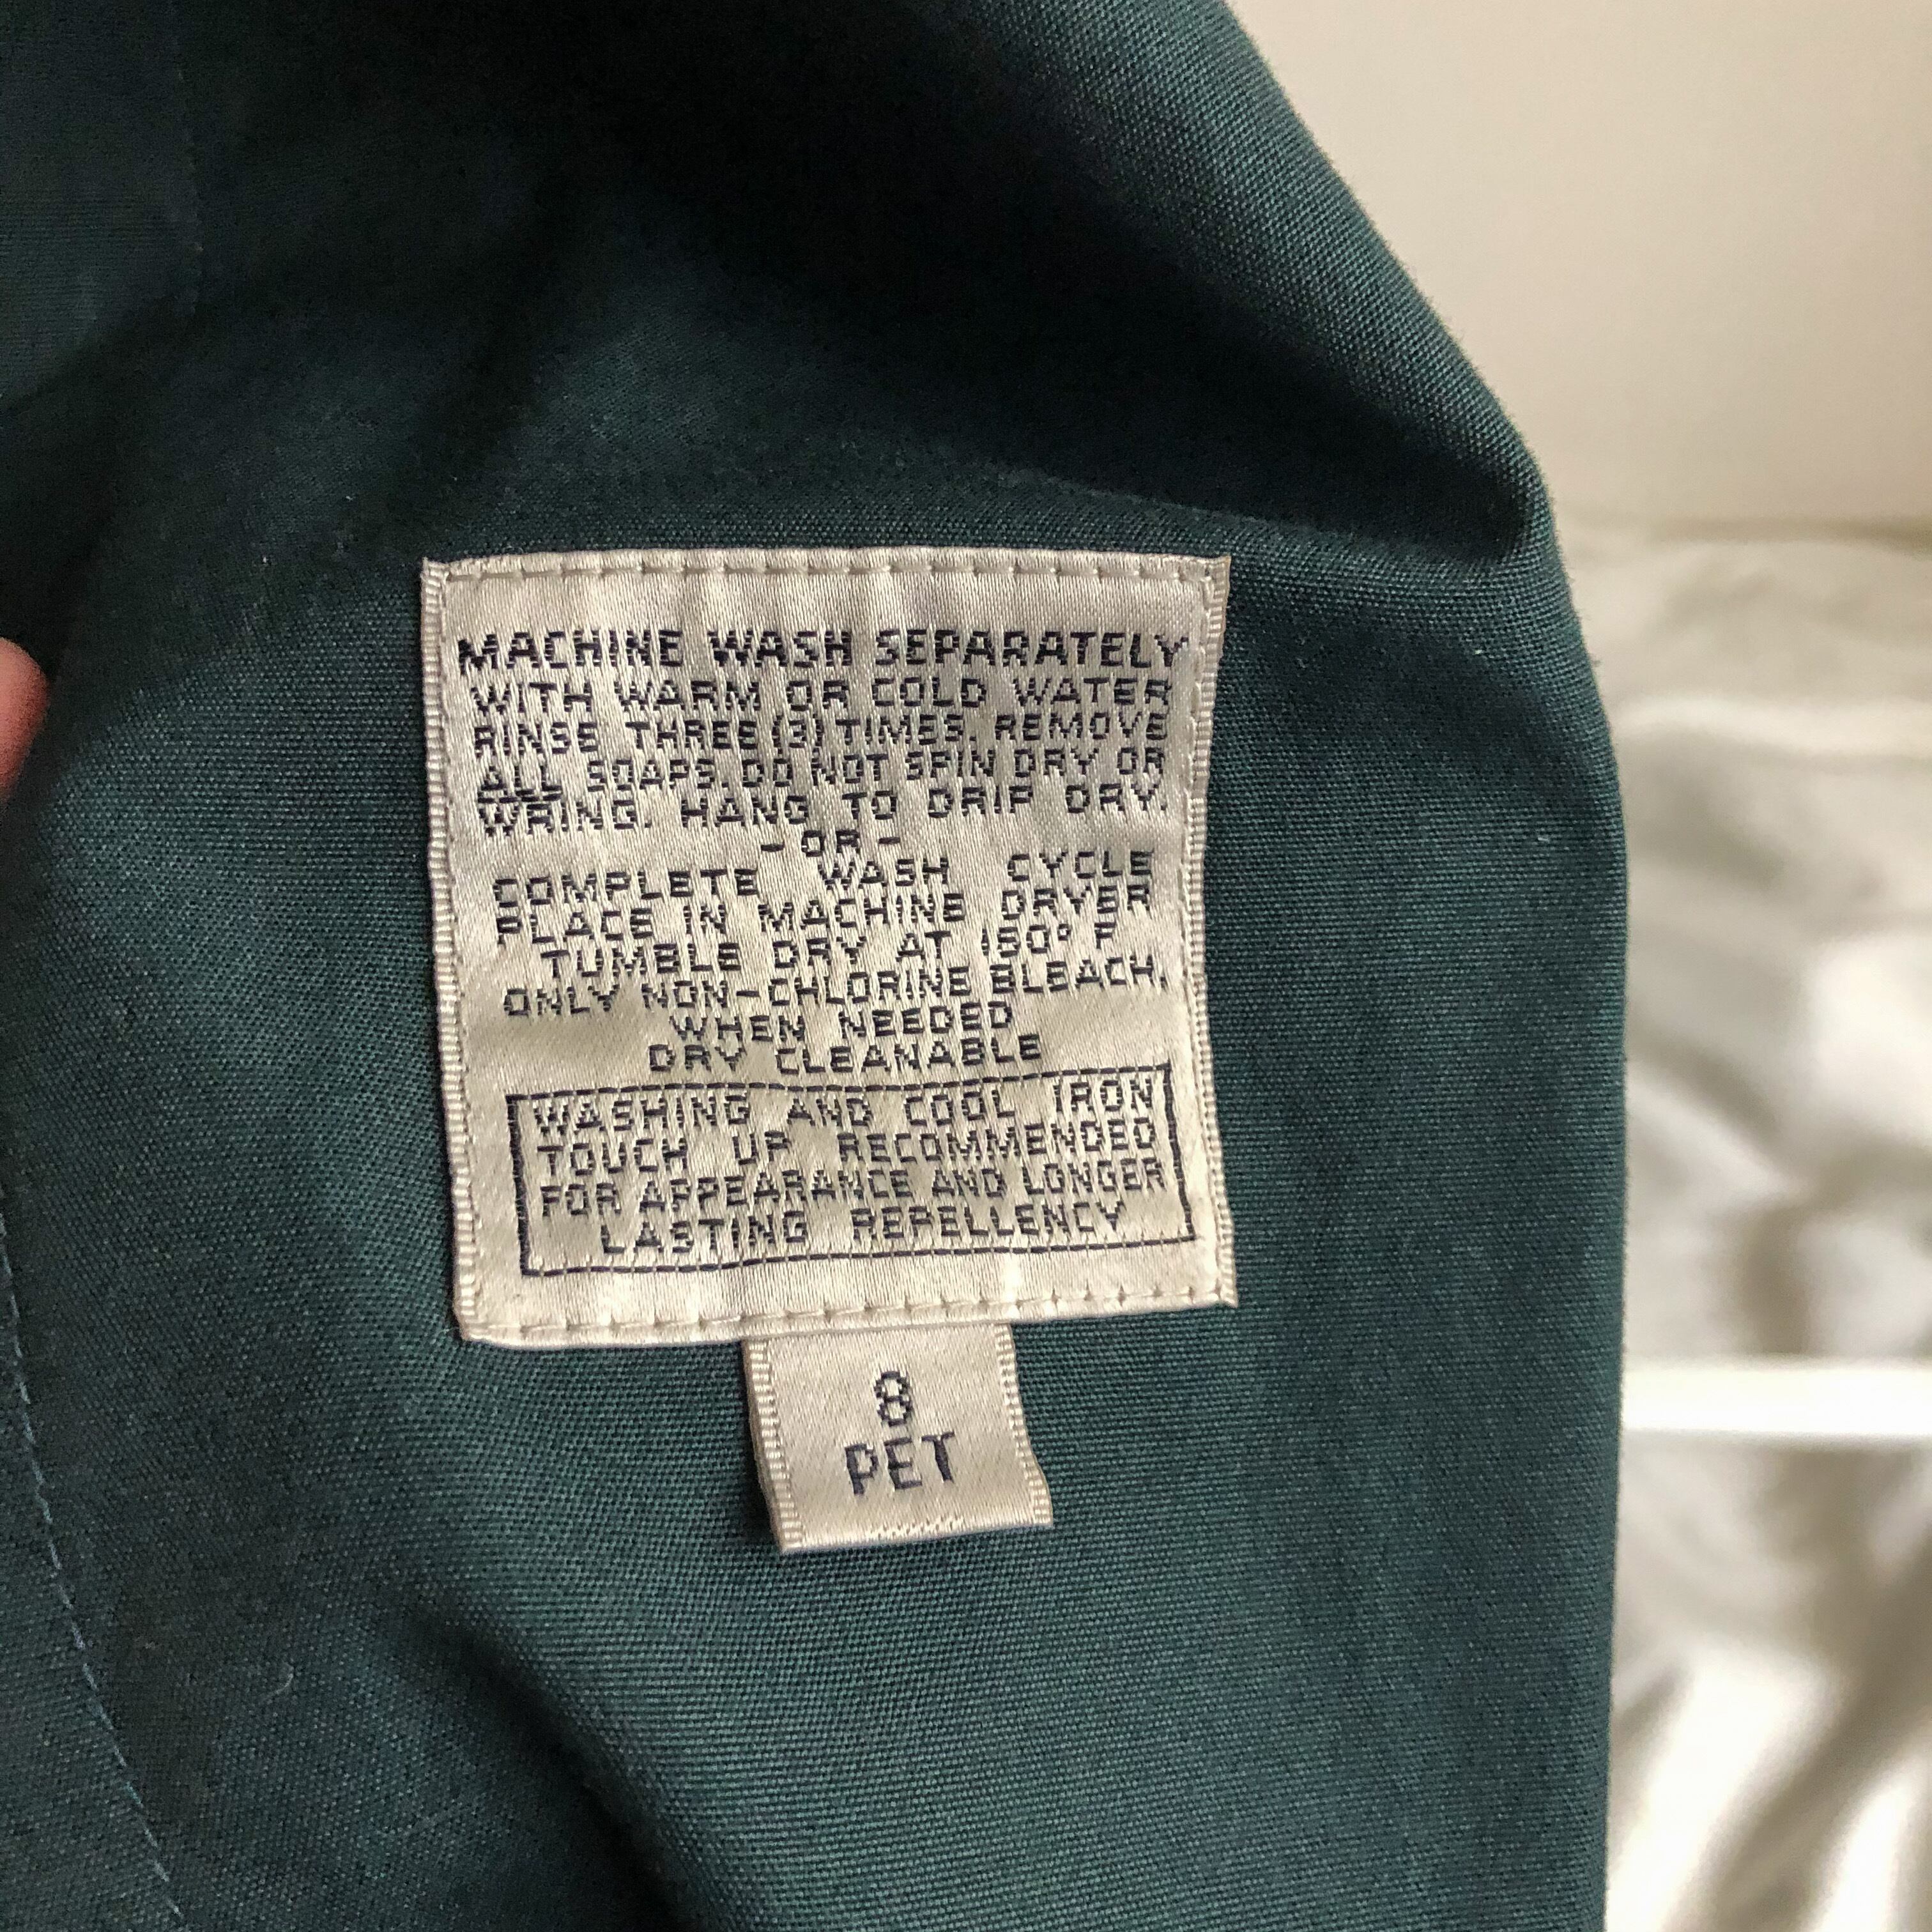 MACHINE WASH SEPARATELY
WITH WARM OR COLD WATER
RINSE THREE (3) TIMES. REMOVE
ALL SOAPS. DO NOT SPIN DRY OR
WRING. HANG TO DRIP DRY.
- OR -
COMPLETE WASH CYCLE
PLACE IN MACHINE DRYER
TUMBLE DRY AT 150° F
ONLY NON-CHLORINE BLEACH,
WHEN NEEDED
DRY CLEANABLE
WASHING AND COOL IRON
TOUCH UP RECOMMENDED
FOR APPEARANCE AND LONGER
LASTING REPELLENCY
8
PET